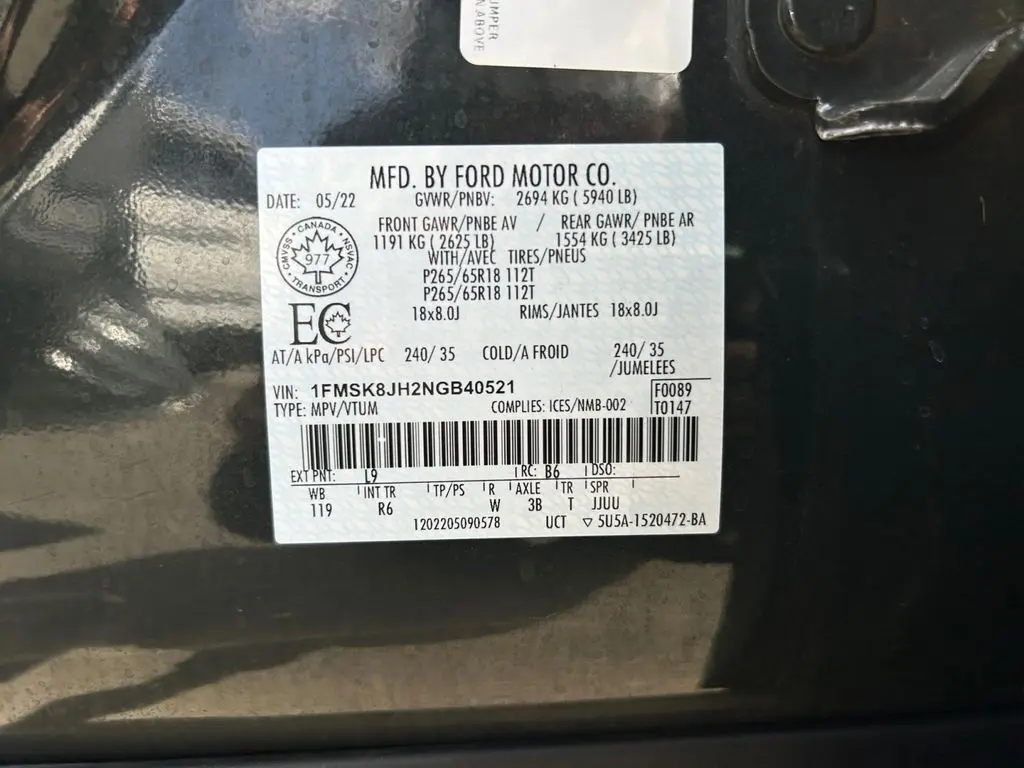 UMPER
N ABOVE
MFD. BY FORD MOTOR CO.
DATE: 05/22 GVWR/PNBV: 2694 KG ( 5940 LB)
FRONT GAWR/PNBE AV / REAR GAWR/ PNBE AR
1191 KG ( 2625 LB) 1554 KG ( 3425 LB)
WITH/AVEC TIRES/PNEUS
P265/65R18 112T
P265/65R18 112T
18x8.0J RIMS/JANTES 18x8.0J
CANADA
CMVSS • NSVAC
977
TRANSPORT
EC
AT/A kPa/PSI/LPC 240/ 35 COLD/A FROID 240/ 35
/JUMELEES
VIN: 1FMSK8JH2NGB40521 F0089
TYPE: MPV/VTUM COMPLIES: ICES/NMB-002 T0147
EXT PNT: L9 RC: B6 DSO:
WB INT TR TP/PS R AXLE TR SPR
119 R6 W 3B T JJUU
1202205090578 UCT ▽ 5U5A-1520472-BA